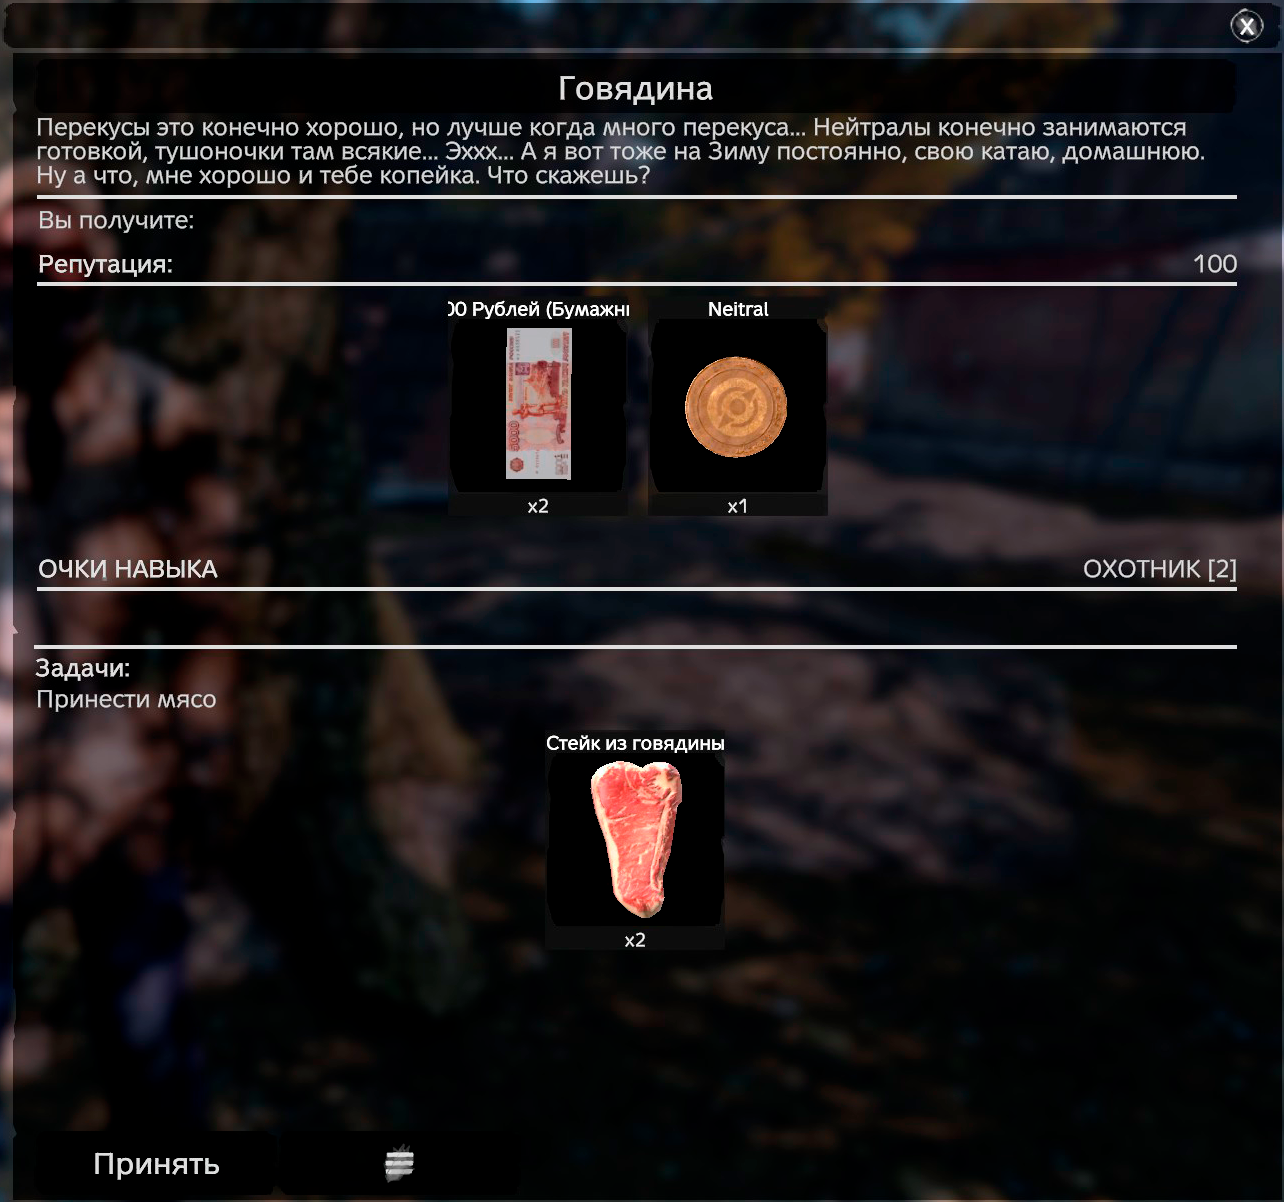 X
Говядина
Перекусы это конечно хорошо, но лучше когда много перекуса... Нейтралы конечно занимаются
готовкой, тушоночки там всякие... Эххх... А я вот тоже на Зиму постоянно, свою катаю, домашнюю.
Ну а что, мне хорошо и тебе копейка. Что скажешь?
Вы получите:
Репутация: 100
00 Рублей (Бумажны Neitral
x2 x1
ОЧКИ НАВЫКА ОХОТНИК [2]
Задачи:
Принести мясо
Стейк из говядины
x2
Принять